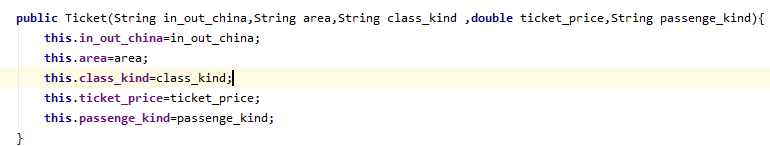 public Ticket(String in_out_china,String area,String class_kind ,double ticket_price,String passenge_kind){
this.in_out_china=in_out_china;
this.area=area;
this.class_kind=class_kind;
this.ticket_price=ticket_price;
this.passenge_kind=passenge_kind;
}